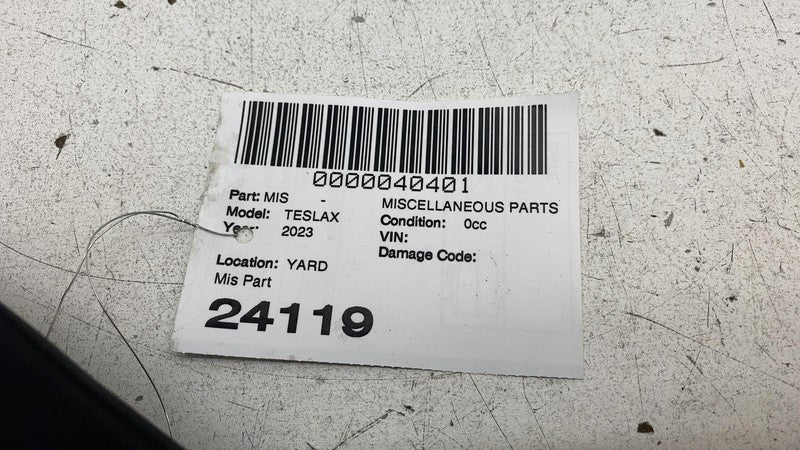 0000040401
Part: MIS - MISCELLANEOUS PARTS
Model: TESLAX Condition: 0cc
Year: 2023 VIN:
Damage Code:
Location: YARD
Mis Part
24119